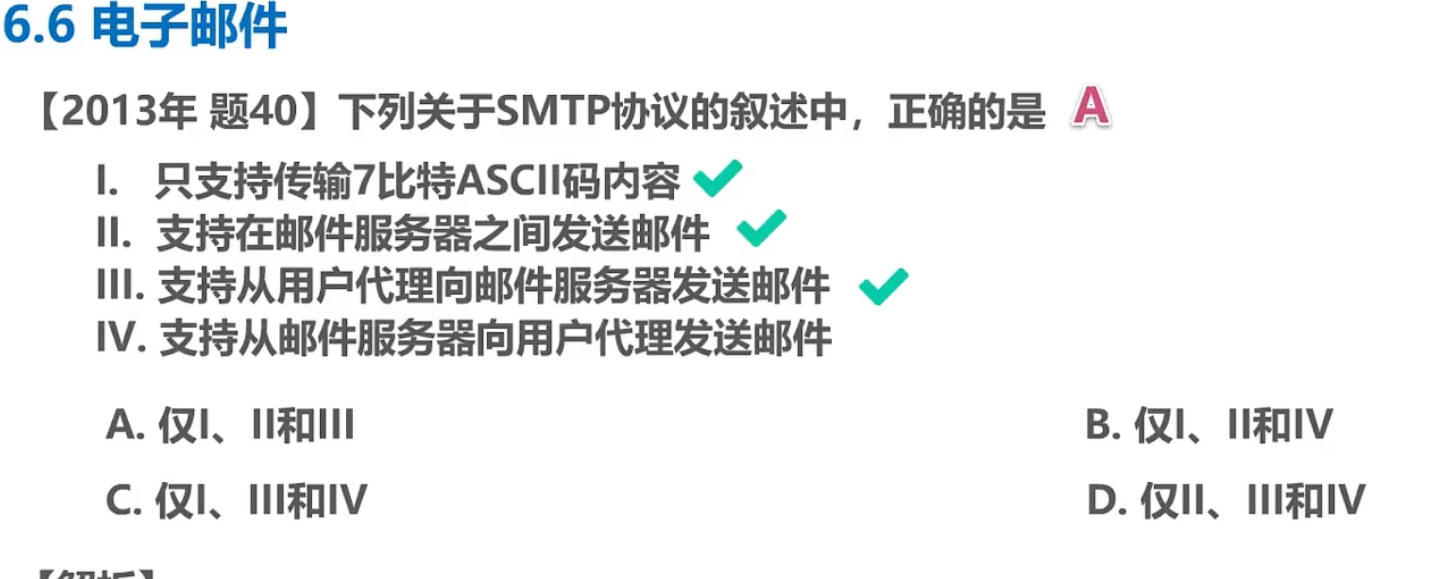 6.6 电子邮件
【2013年 题40】下列关于SMTP协议的叙述中，正确的是 A
I. 只支持传输7比特ASCII码内容
II. 支持在邮件服务器之间发送邮件
III. 支持从用户代理向邮件服务器发送邮件
IV. 支持从邮件服务器向用户代理发送邮件
A. 仅I、II和III
B. 仅I、II和IV
C. 仅I、III和IV
D. 仅II、III和IV
【解析】